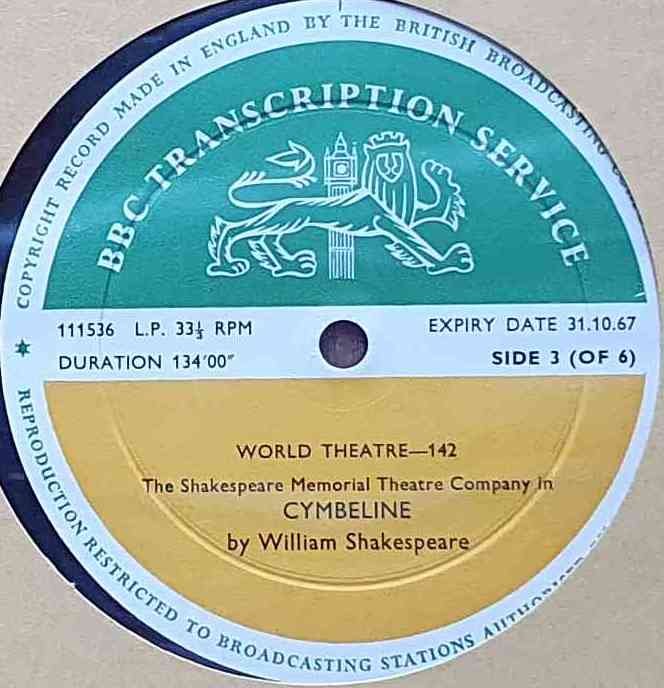 COPYRIGHT RECORD MADE IN ENGLAND BY THE BRITISH BROADCASTING
BBC TRANSCRIPTION SERVICE
111536 L.P. 33⅓ RPM
EXPIRY DATE 31.10.67
DURATION 134'00"
SIDE 3 (OF 6)
WORLD THEATRE—142
The Shakespeare Memorial Theatre Company in
CYMBELINE
by William Shakespeare
REPRODUCTION RESTRICTED TO BROADCASTING STATIONS